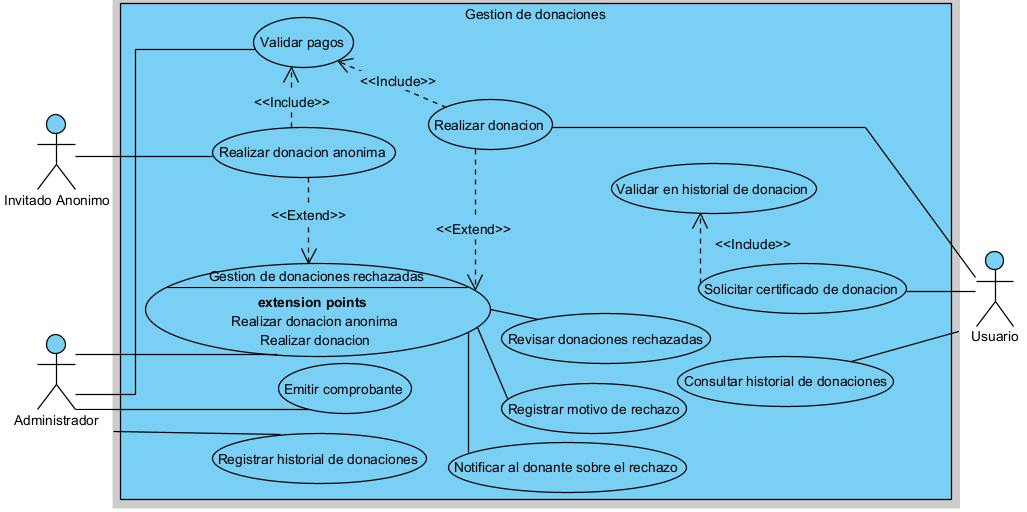 Gestion de donaciones
Validar pagos
<<Include>>
<<Include>>
Realizar donacion
Realizar donacion anonima
Invitado Anonimo
Validar en historial de donacion
<<Extend>>
<<Extend>>
<<Include>>
Gestion de donaciones rechazadas
extension points
Realizar donacion anonima
Realizar donacion
Solicitar certificado de donacion
Usuario
Revisar donaciones rechazadas
Consultar historial de donaciones
Emitir comprobante
Registrar motivo de rechazo
Administrador
Registrar historial de donaciones
Notificar al donante sobre el rechazo